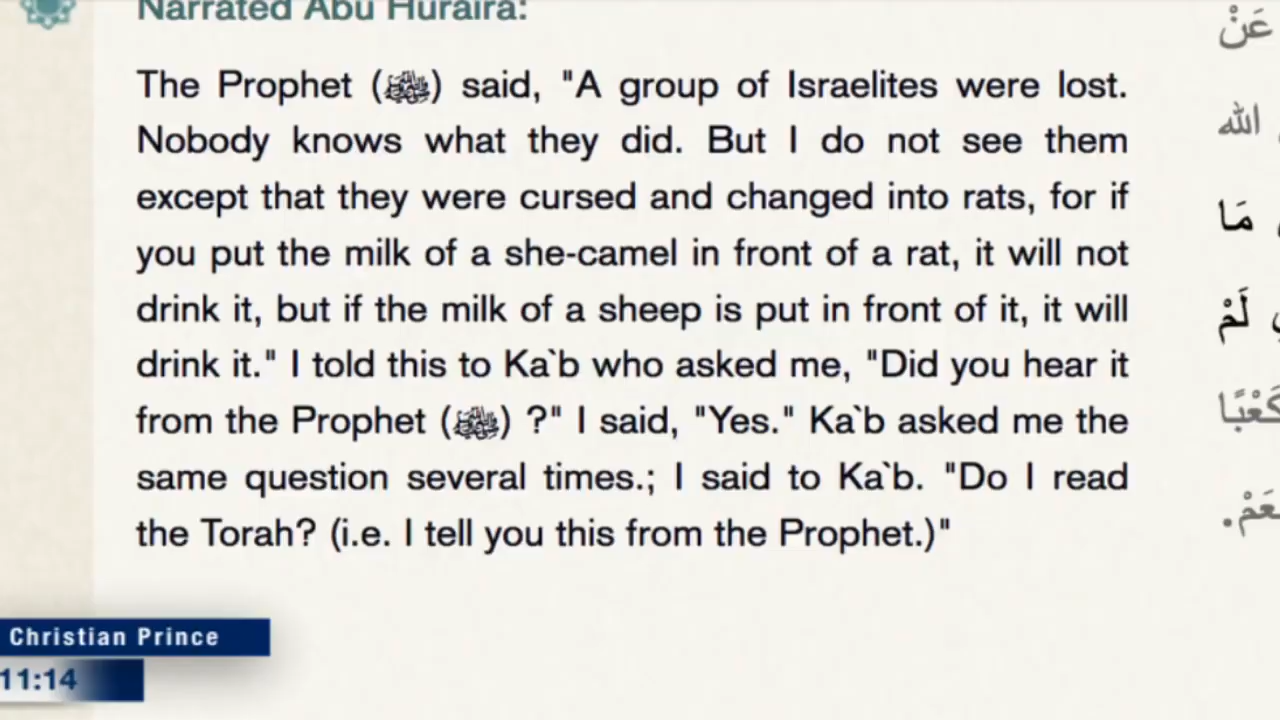 Narrated Abu Huraira:
The Prophet (ﷺ) said, "A group of Israelites were lost.
Nobody knows what they did. But I do not see them
except that they were cursed and changed into rats, for if
you put the milk of a she-camel in front of a rat, it will not
drink it, but if the milk of a sheep is put in front of it, it will
drink it." I told this to Ka`b who asked me, "Did you hear it
from the Prophet (ﷺ) ?" I said, "Yes." Ka`b asked me the
same question several times.; I said to Ka`b. "Do I read
the Torah? (i.e. I tell you this from the Prophet.)"
عَنْ
الله
مَا
لَمْ
كَعْبًا
Christian Prince
11:14